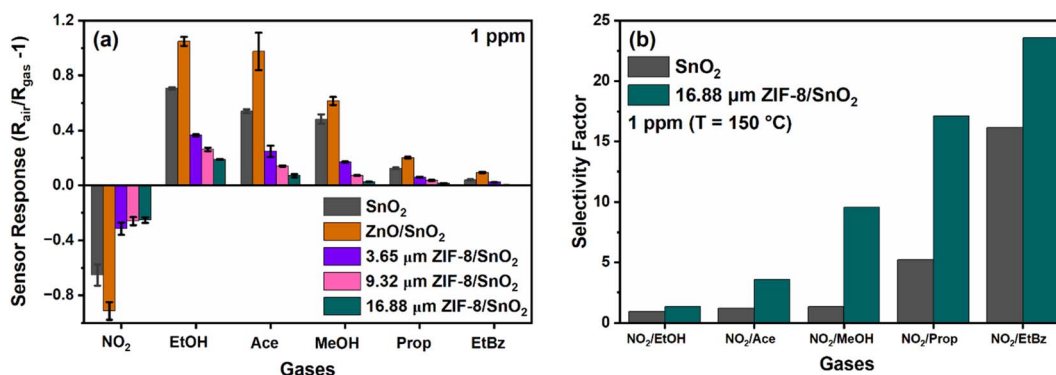 (a)
1 ppm
Sensor Response (R_air/R_gas -1)
1.2
0.8
0.4
0.0
−0.4
−0.8
SnO₂
ZnO/SnO₂
3.65 μm ZIF-8/SnO₂
9.32 μm ZIF-8/SnO₂
16.88 μm ZIF-8/SnO₂
NO₂ EtOH Ace MeOH Prop EtBz
Gases
(b)
SnO₂
16.88 μm ZIF-8/SnO₂
1 ppm (T = 150 °C)
Selectivity Factor
25
20
15
10
5
0
NO₂/EtOH NO₂/Ace NO₂/MeOH NO₂/Prop NO₂/EtBz
Gases